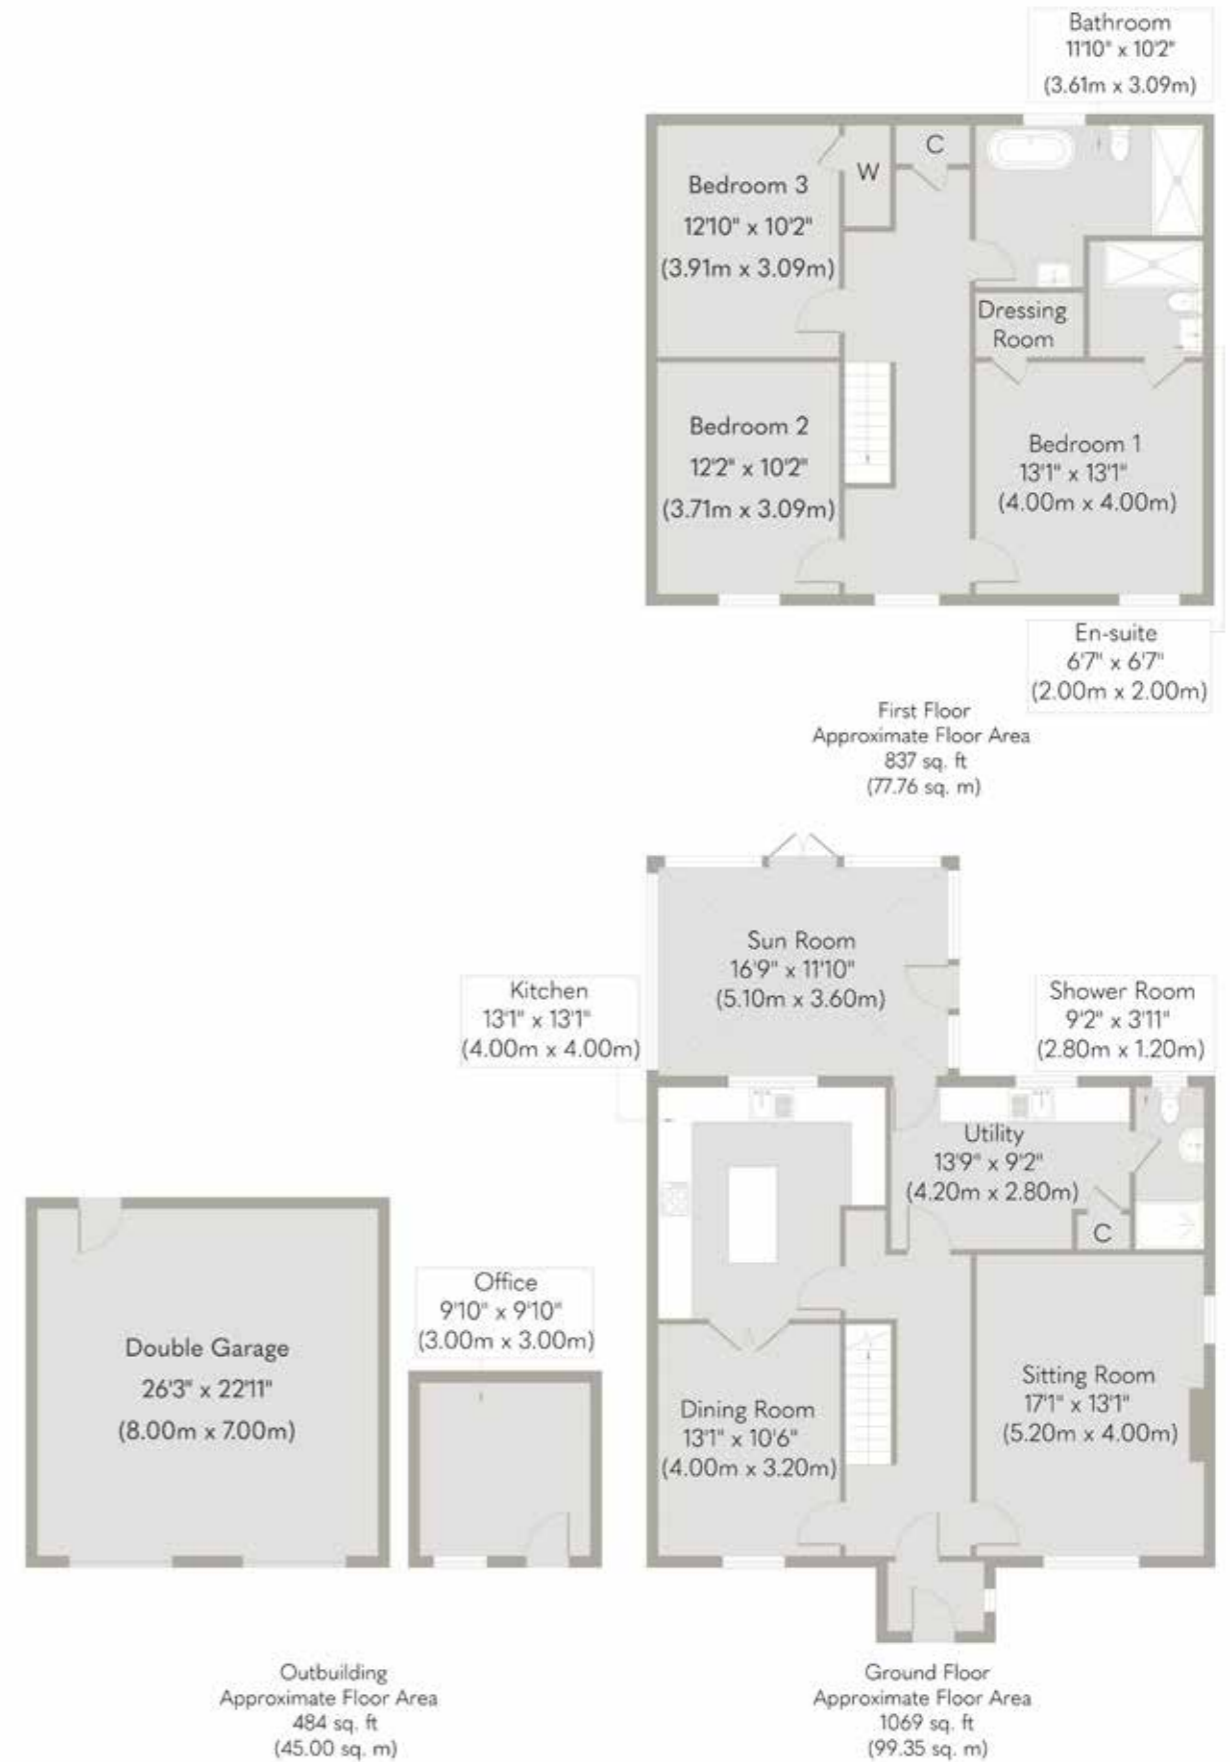 Bathroom
11'10" x 10'2"
(3.61m x 3.09m)
C
W
Bedroom 3
12'10" x 10'2"
(3.91m x 3.09m)
Dressing
Room
Bedroom 2
12'2" x 10'2"
(3.71m x 3.09m)
Bedroom 1
13'1" x 13'1"
(4.00m x 4.00m)
En-suite
6'7" x 6'7"
(2.00m x 2.00m)
First Floor
Approximate Floor Area
837 sq. ft
(77.76 sq. m)
Sun Room
16'9" x 11'10"
(5.10m x 3.60m)
Kitchen
13'1" x 13'1"
(4.00m x 4.00m)
Shower Room
9'2" x 3'11"
(2.80m x 1.20m)
Utility
13'9" x 9'2"
(4.20m x 2.80m)
C
Office
9'10" x 9'10"
(3.00m x 3.00m)
Double Garage
26'3" x 22'11"
(8.00m x 7.00m)
Dining Room
13'1" x 10'6"
(4.00m x 3.20m)
Sitting Room
17'1" x 13'1"
(5.20m x 4.00m)
Outbuilding
Approximate Floor Area
484 sq. ft
(45.00 sq. m)
Ground Floor
Approximate Floor Area
1069 sq. ft
(99.35 sq. m)